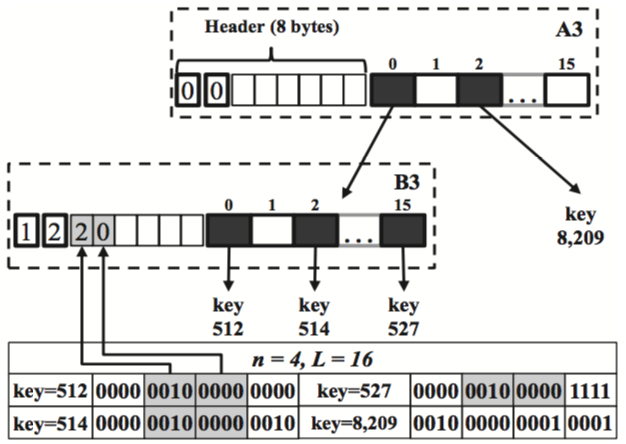 Header (8 bytes) A3
0 1 2 15
0 0 ...
B3
0 1 2 15
1 2 2 0 ...
key
8,209
key key key
512 514 527
n = 4, L = 16
key=512 0000 0010 0000 0000 key=527 0000 0010 0000 1111
key=514 0000 0010 0000 0010 key=8,209 0010 0000 0001 0001